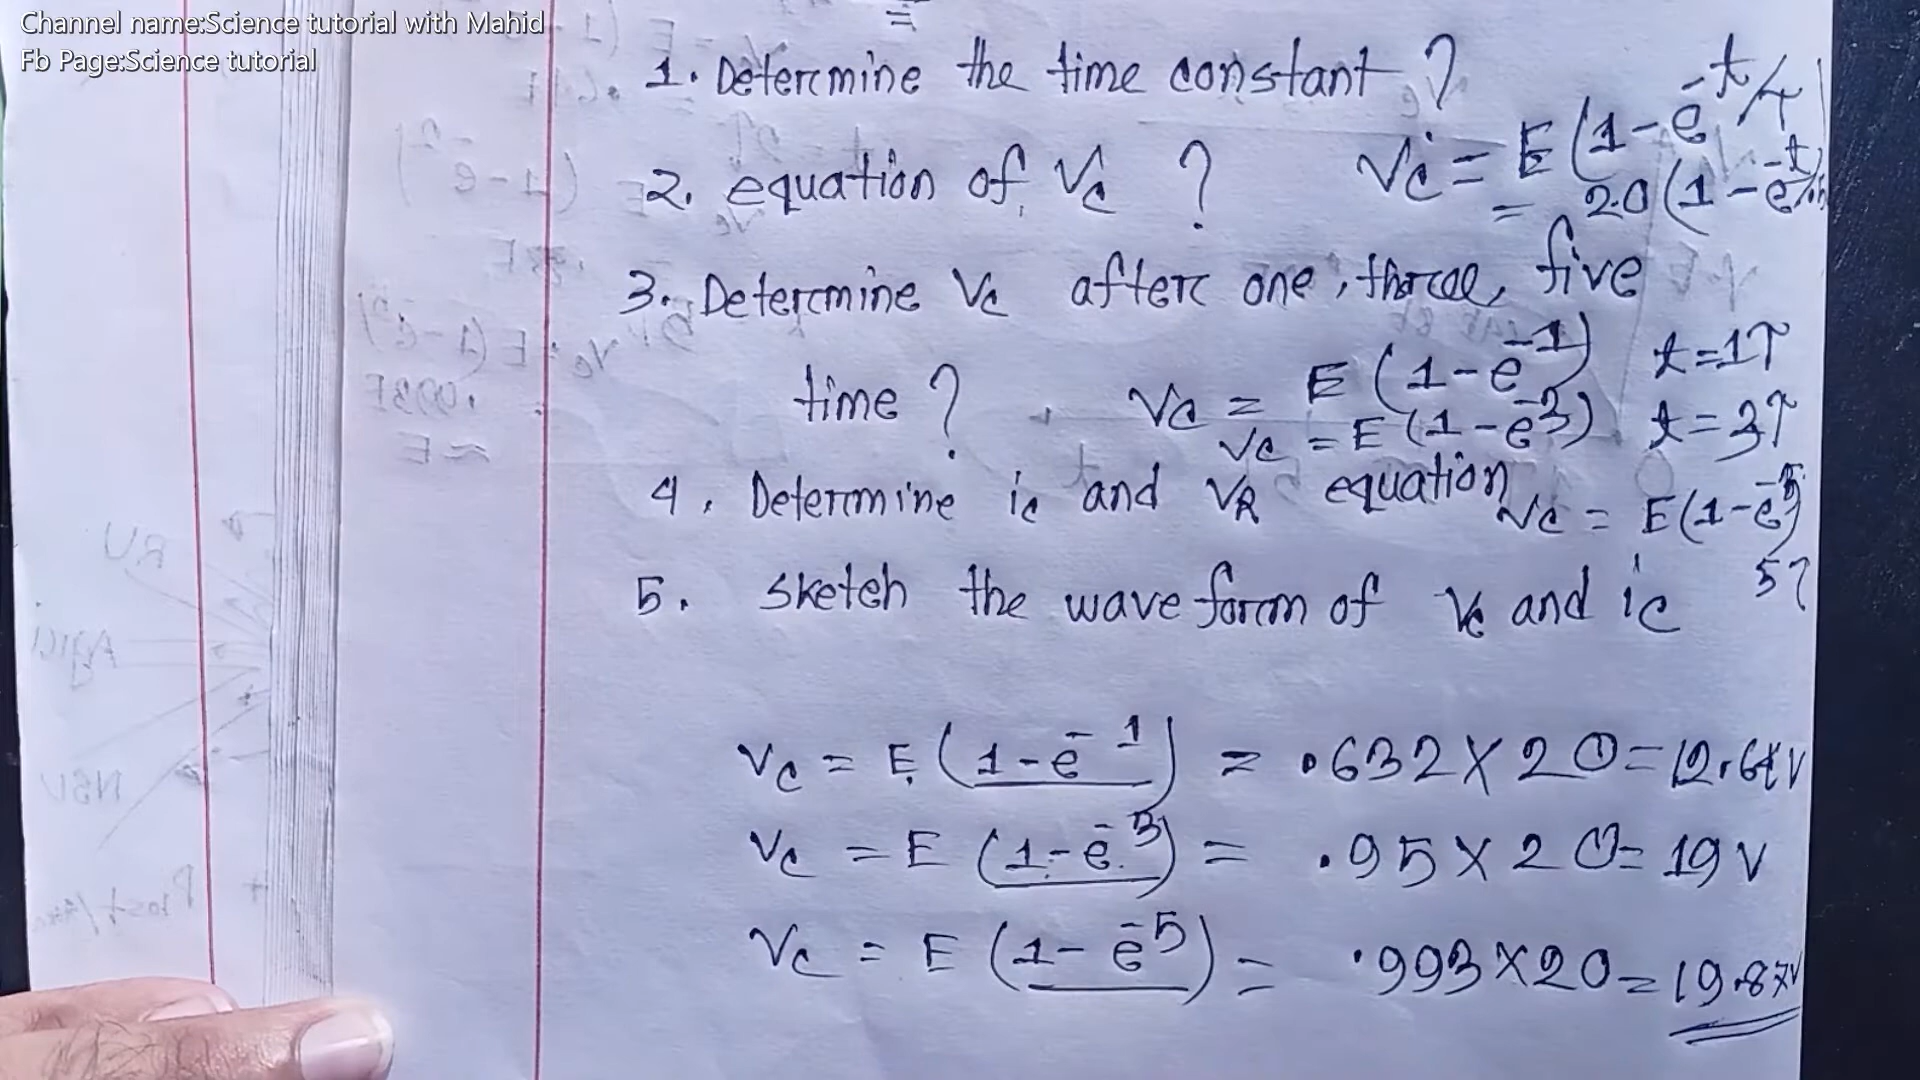 Channel name:Science tutorial with Mahid
Fb Page:Science tutorial
1. Determine the time constant ?
2. equation of Vc ? Vc = E (1-e^-t/τ)
= 20(1-e^-t/
3. Determine Vc after one, three, five
time ? Vc = E (1-e^-1) t=1τ
Vc = E (1-e^-3) t=3τ
4. Determine ic and VR equation Vc = E(1-e^-5)
5τ
5. sketch the wave form of Vc and ic
Vc = E (1-e^-1) = .632 X 20 = 12.64V
Vc = E (1-e^-3) = .95 X 20 = 19 V
Vc = E (1-e^-5) = .993 X 20 = 19.87V